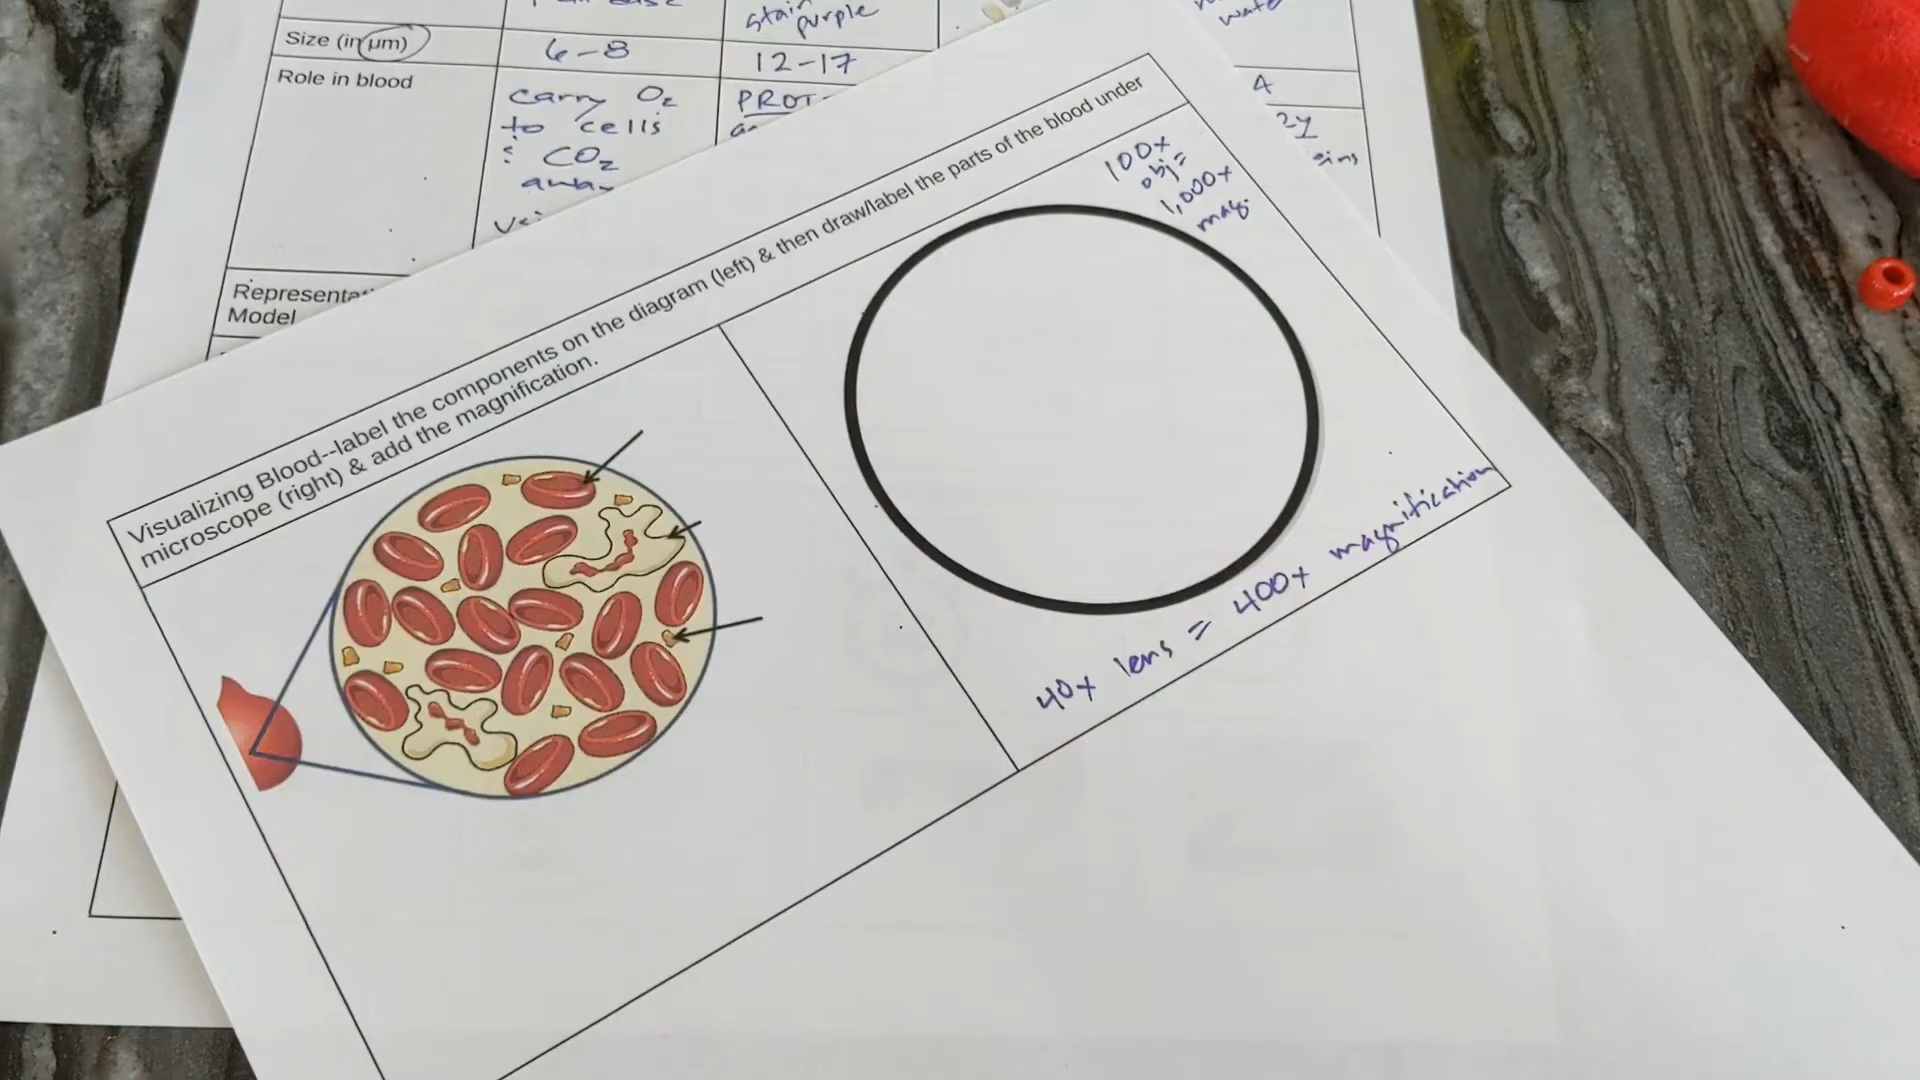 stain
purple
Size (in μm)
6-8
12-17
4
Role in blood
carry O₂
to cells
CO₂
PROT
Model
Visualizing Blood--label the components on the diagram (left) & then draw/label the parts of the blood under
microscope (right) & add the magnification.
100x
obj=
1,000x
mag.
40x lens = 400x magnification